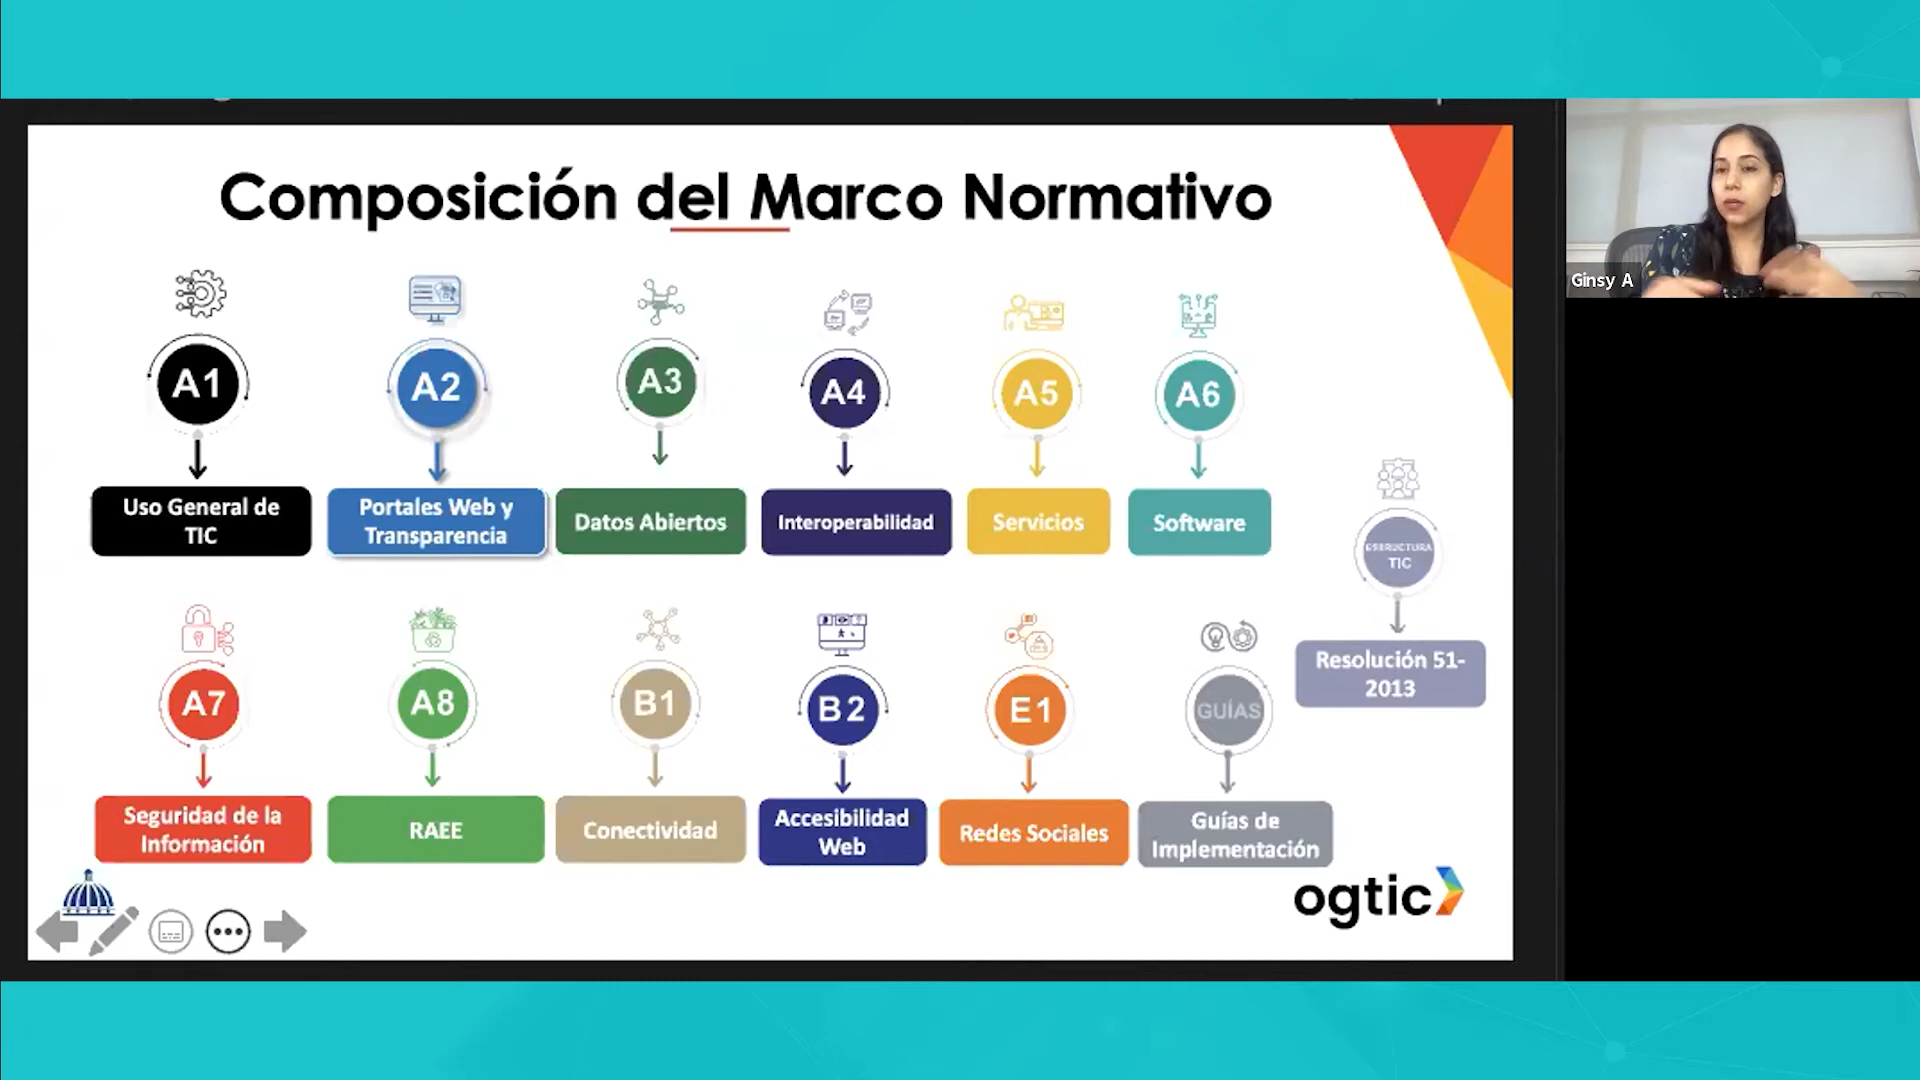 Composición del Marco Normativo
A1
A2
A3
A4
A5
A6
Uso General de
TIC
Portales Web y
Transparencia
Datos Abiertos
Interoperabilidad
Servicios
Software
ESTRUCTURA
TIC
Resolución 51-
2013
A7
A8
B1
B2
E1
GUÍAS
Seguridad de la
Información
RAEE
Conectividad
Accesibilidad
Web
Redes Sociales
Guías de
Implementación
ogtic
Ginsy A